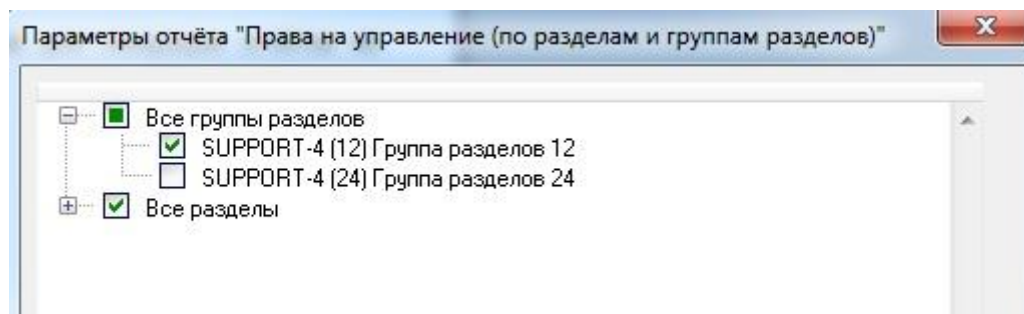 Параметры отчёта "Права на управление (по разделам и группам разделов)"
Все группы разделов
SUPPORT-4 (12) Группа разделов 12
SUPPORT-4 (24) Группа разделов 24
Все разделы